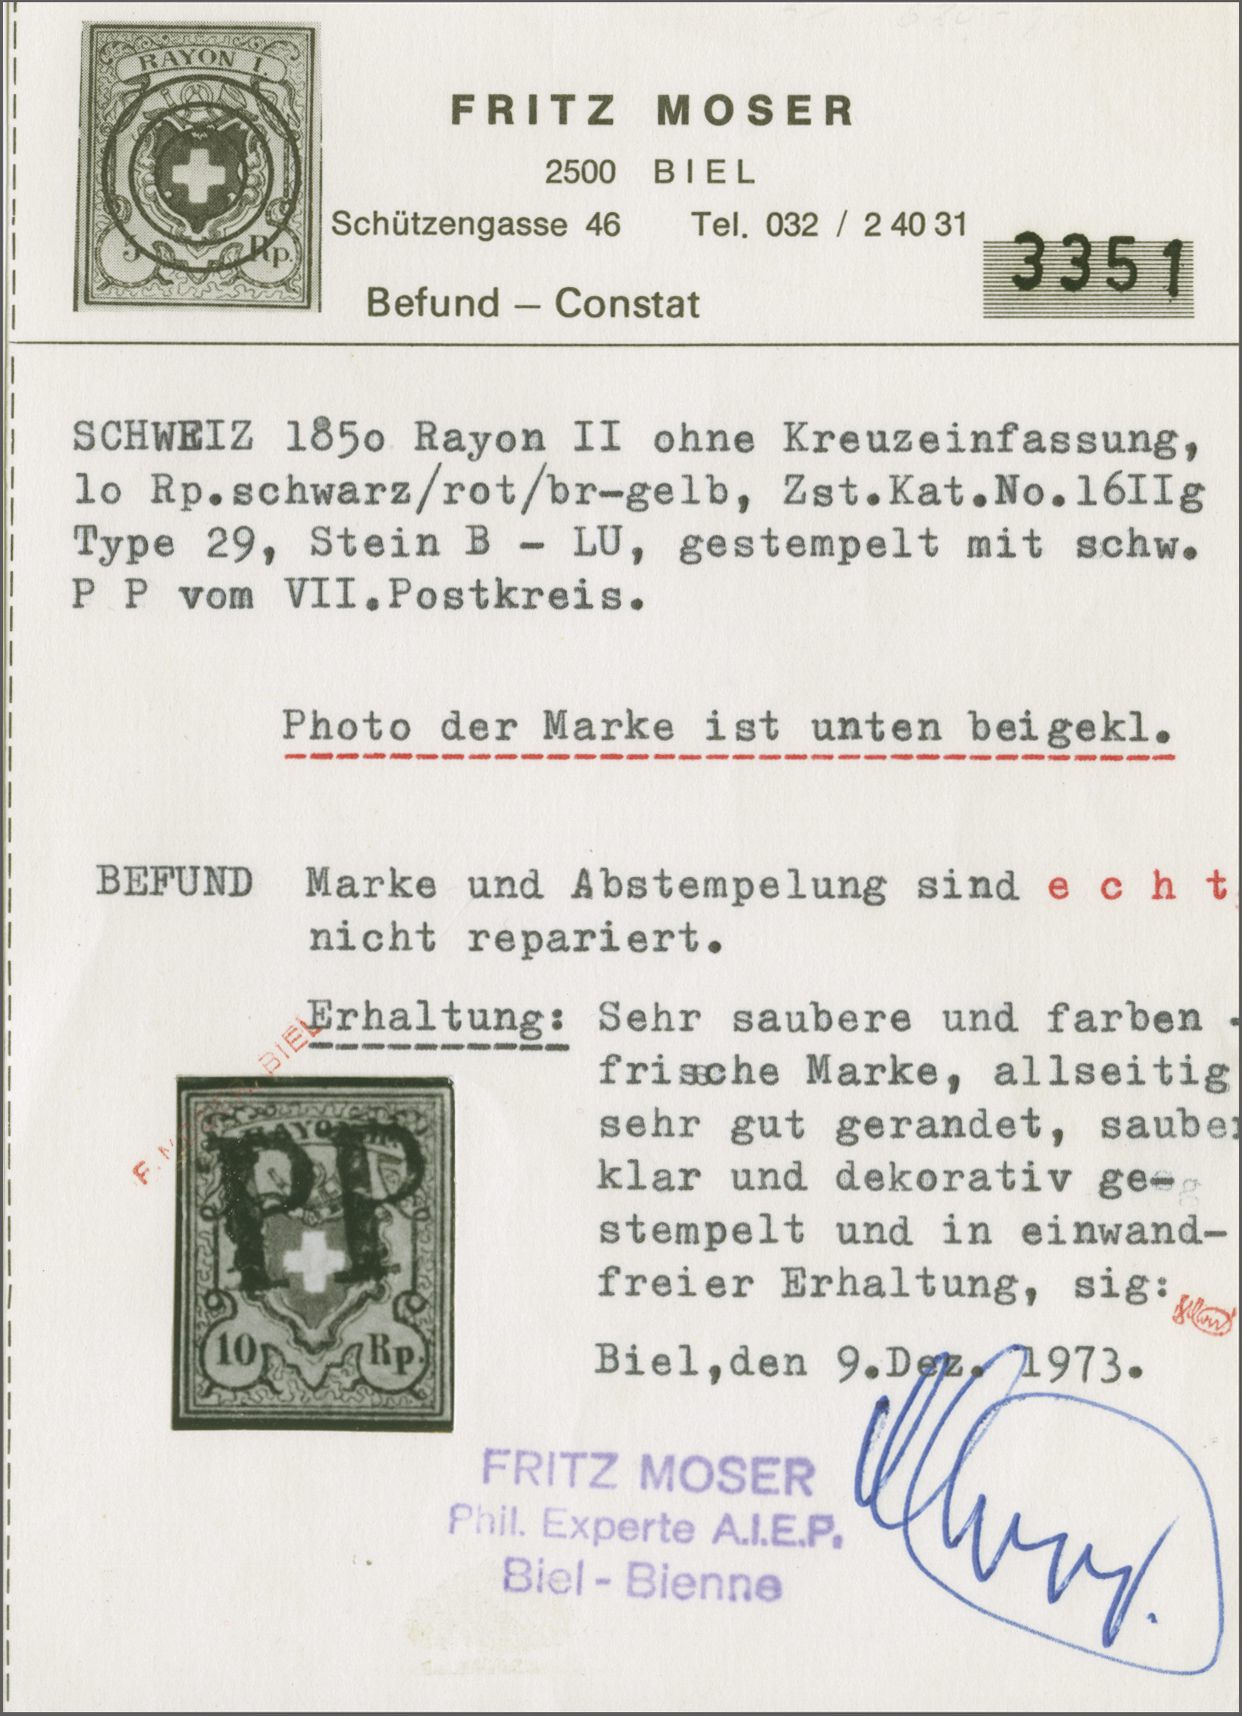 RAYON I.
5 Rp.
FRITZ MOSER
2500 BIEL
Schützengasse 46 Tel. 032 / 2 40 31
3351
Befund – Constat
SCHWEIZ 185o Rayon II ohne Kreuzeinfassung,
lo Rp.schwarz/rot/br-gelb, Zst.Kat.No.16IIg
Type 29, Stein B - LU, gestempelt mit schw.
P P vom VII.Postkreis.
Photo der Marke ist unten beigekl.
BEFUND Marke und Abstempelung sind e c h t,
nicht repariert.
Erhaltung: Sehr saubere und farben -
frische Marke, allseitig
sehr gut gerandet, sauber
klar und dekorativ ge-
stempelt und in einwand-
freier Erhaltung, sig:
Biel,den 9.Dez. 1973.
BIEL
RAYON
PP
10 Rp.
FRITZ MOSER
Phil. Experte A.I.E.P.
Biel - Bienne